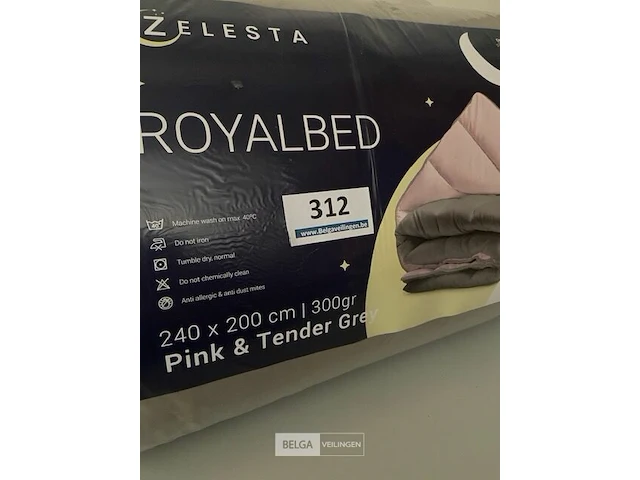 ZELESTA
ROYALBED
312
www.Belgaveilingen.be
40
Machine wash on max 40°C
Do not iron
Tumble dry, normal
Do not chemically clean
Anti allergic & anti dust mites
240 x 200 cm | 300gr
Pink & Tender Grey
BELGA VEILINGEN